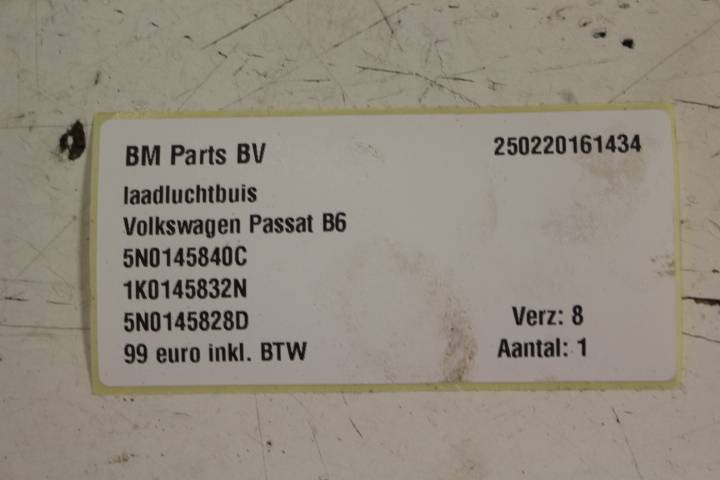 BM Parts BV 250220161434
laadluchtbuis
Volkswagen Passat B6
5N0145840C
1K0145832N
5N0145828D Verz: 8
99 euro inkl. BTW Aantal: 1